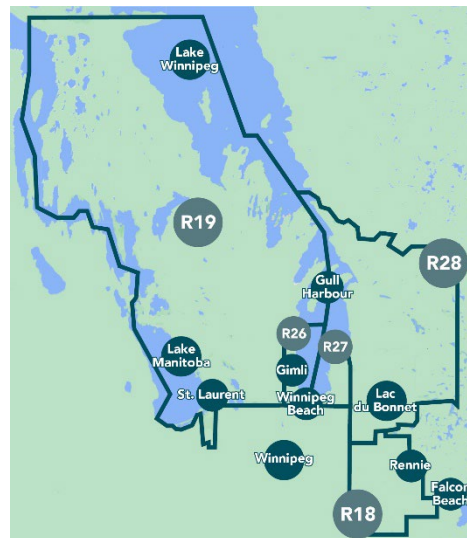 Lake
Winnipeg
R19
R28
Gull
Harbour
R26
R27
Lake
Manitoba
Gimli
St. Laurent
Winnipeg
Beach
Lac
du Bonnet
Winnipeg
Rennie
Falcon
Beach
R18